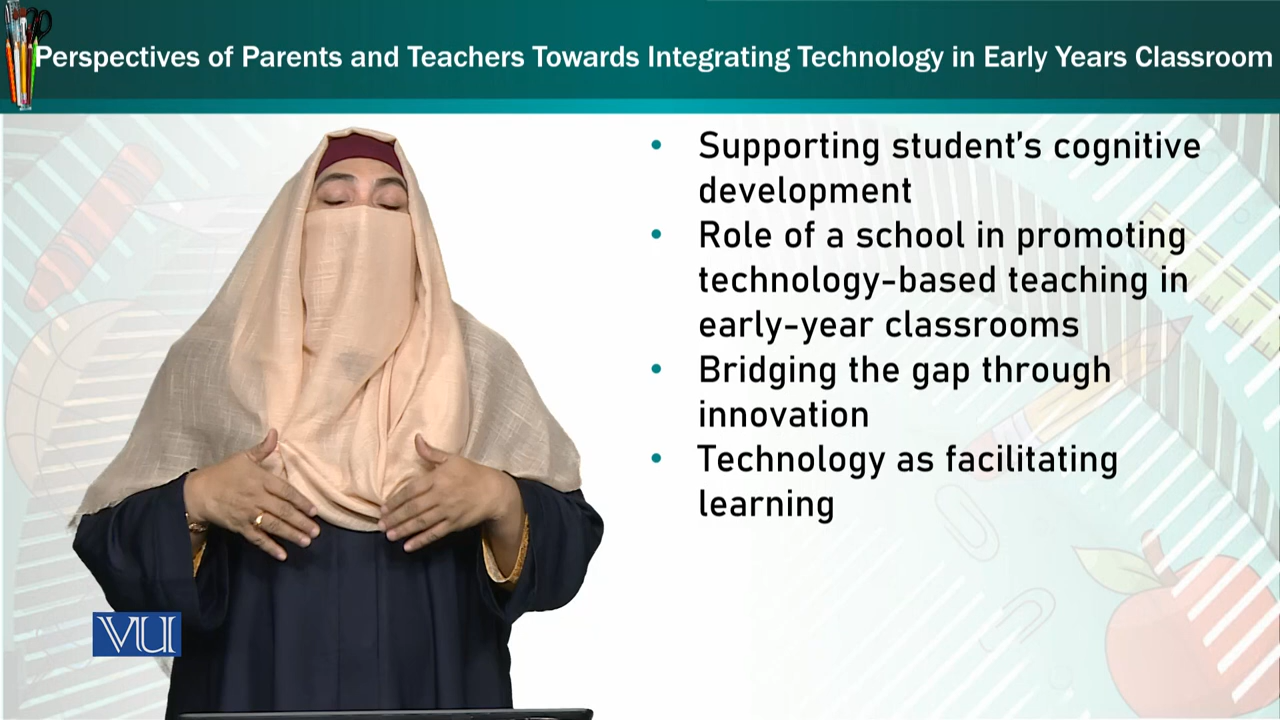 Perspectives of Parents and Teachers Towards Integrating Technology in Early Years Classroom
• Supporting student’s cognitive
development
• Role of a school in promoting
technology-based teaching in
early-year classrooms
• Bridging the gap through
innovation
• Technology as facilitating
learning
VU